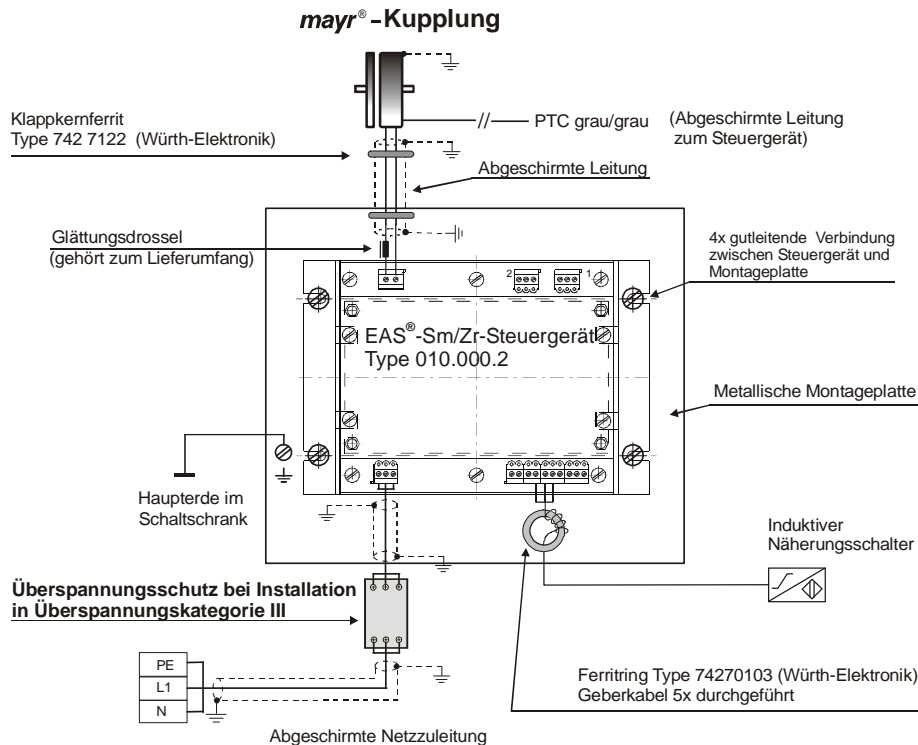 mayr®-Kupplung
Klappkernferrit
Type 742 7122 (Würth-Elektronik)
PTC grau/grau
(Abgeschirmte Leitung
zum Steuergerät)
Abgeschirmte Leitung
Glättungsdrossel
(gehört zum Lieferumfang)
4x gutleitende Verbindung
zwischen Steuergerät und
Montageplatte
2
1
EAS®-Sm/Zr-Steuergerät
Type 010.000.2
Metallische Montageplatte
Haupterde im
Schaltschrank
Induktiver
Näherungsschalter
Überspannungsschutz bei Installation
in Überspannungskategorie III
PE
L1
N
Ferritring Type 74270103 (Würth-Elektronik)
Geberkabel 5x durchgeführt
Abgeschirmte Netzzuleitung